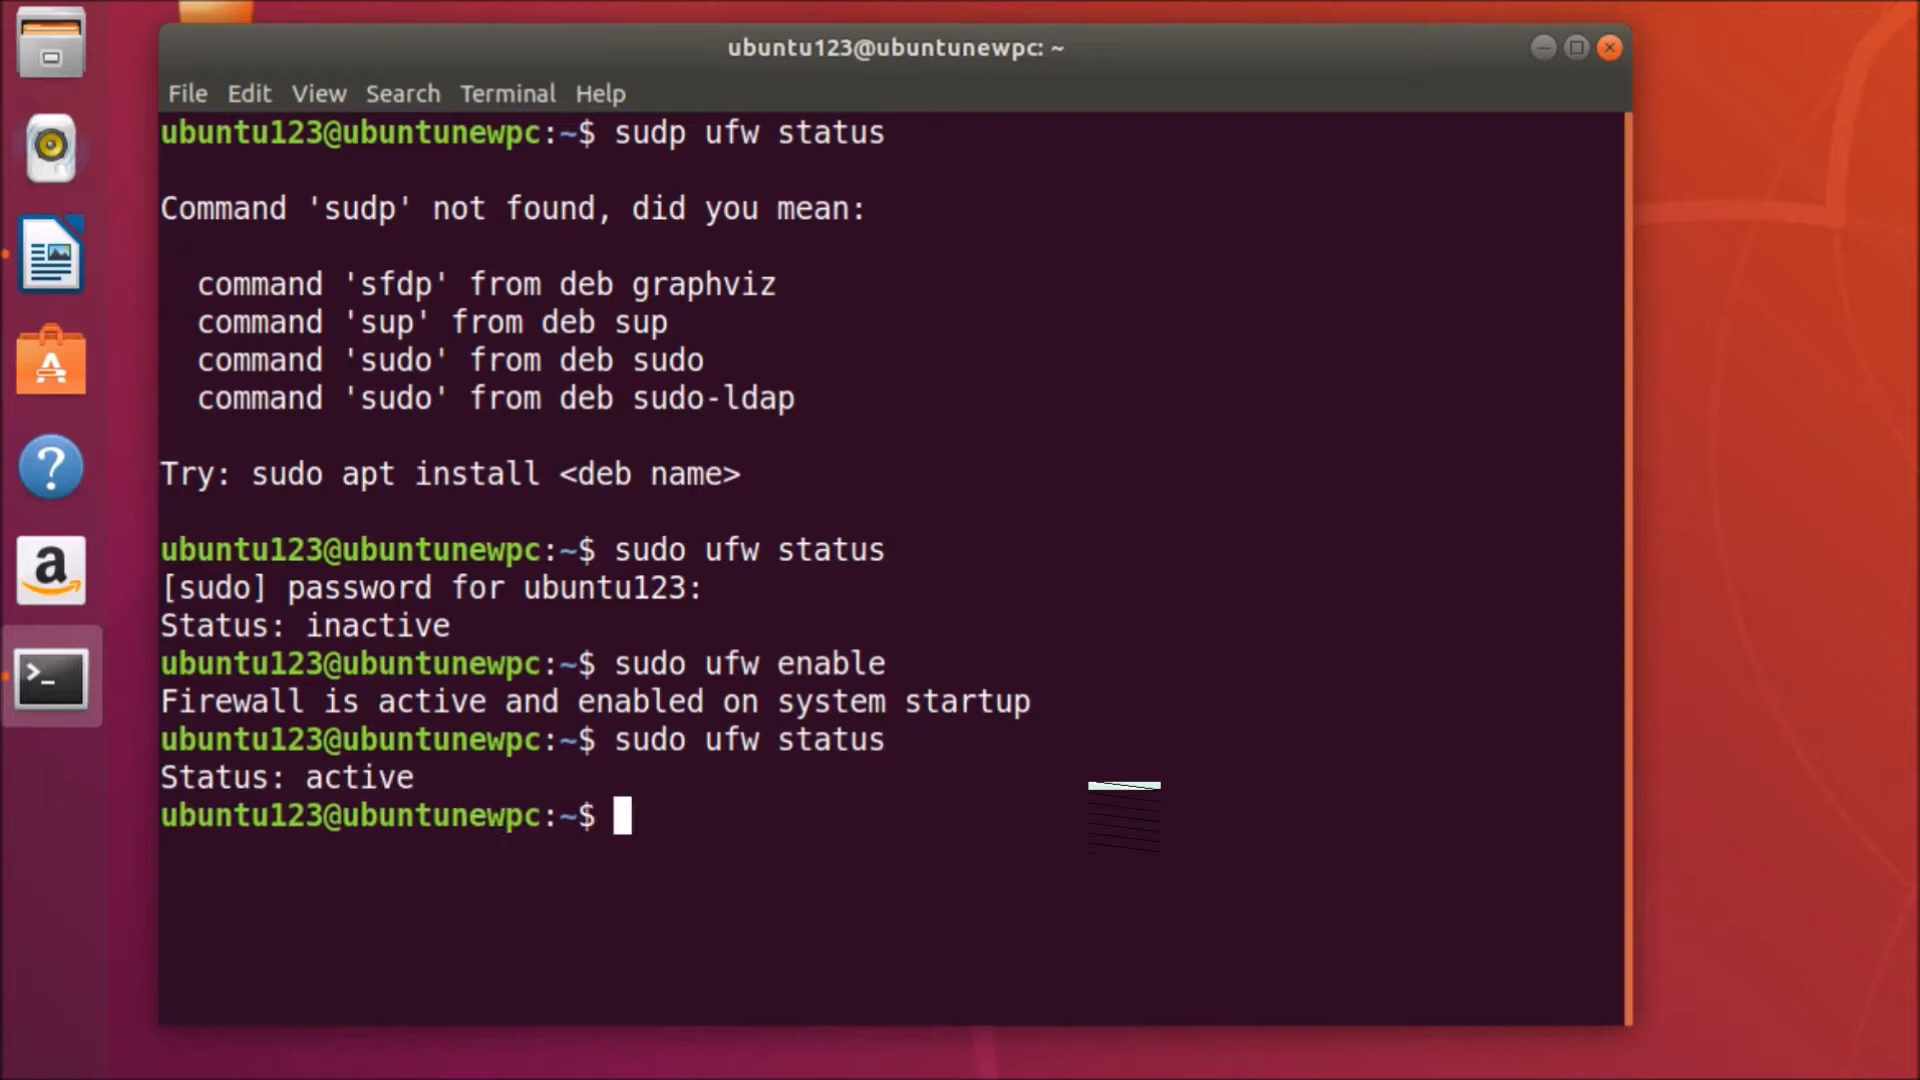 ubuntu123@ubuntunewpc: ~
File Edit View Search Terminal Help
ubuntu123@ubuntunewpc:~$ sudp ufw status
Command 'sudp' not found, did you mean:
command 'sfdp' from deb graphviz
command 'sup' from deb sup
command 'sudo' from deb sudo
command 'sudo' from deb sudo-ldap
Try: sudo apt install <deb name>
ubuntu123@ubuntunewpc:~$ sudo ufw status
[sudo] password for ubuntu123:
Status: inactive
ubuntu123@ubuntunewpc:~$ sudo ufw enable
Firewall is active and enabled on system startup
ubuntu123@ubuntunewpc:~$ sudo ufw status
Status: active
ubuntu123@ubuntunewpc:~$